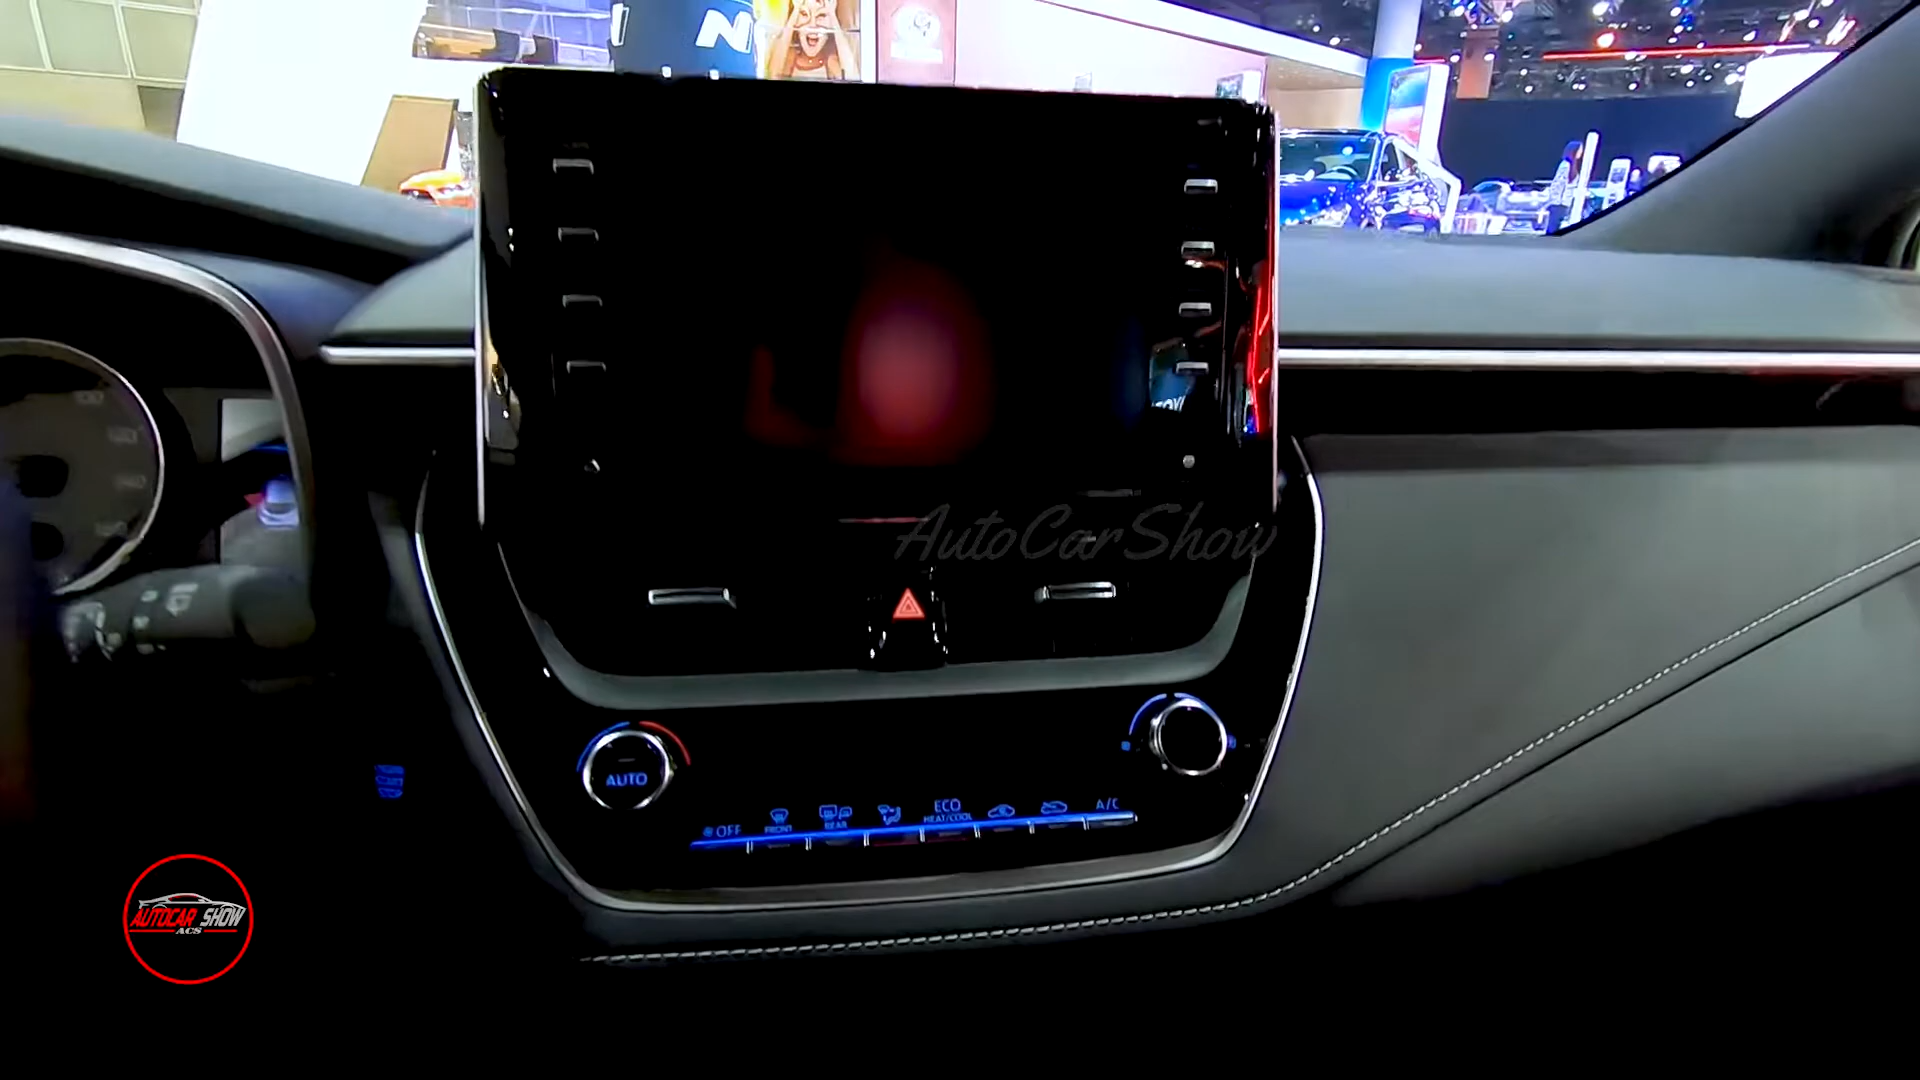 N
AutoCarShow
AUTO
OFF
FRONT
REAR
ECO
HEAT/COOL
A/C
AUTOCAR SHOW
ACS